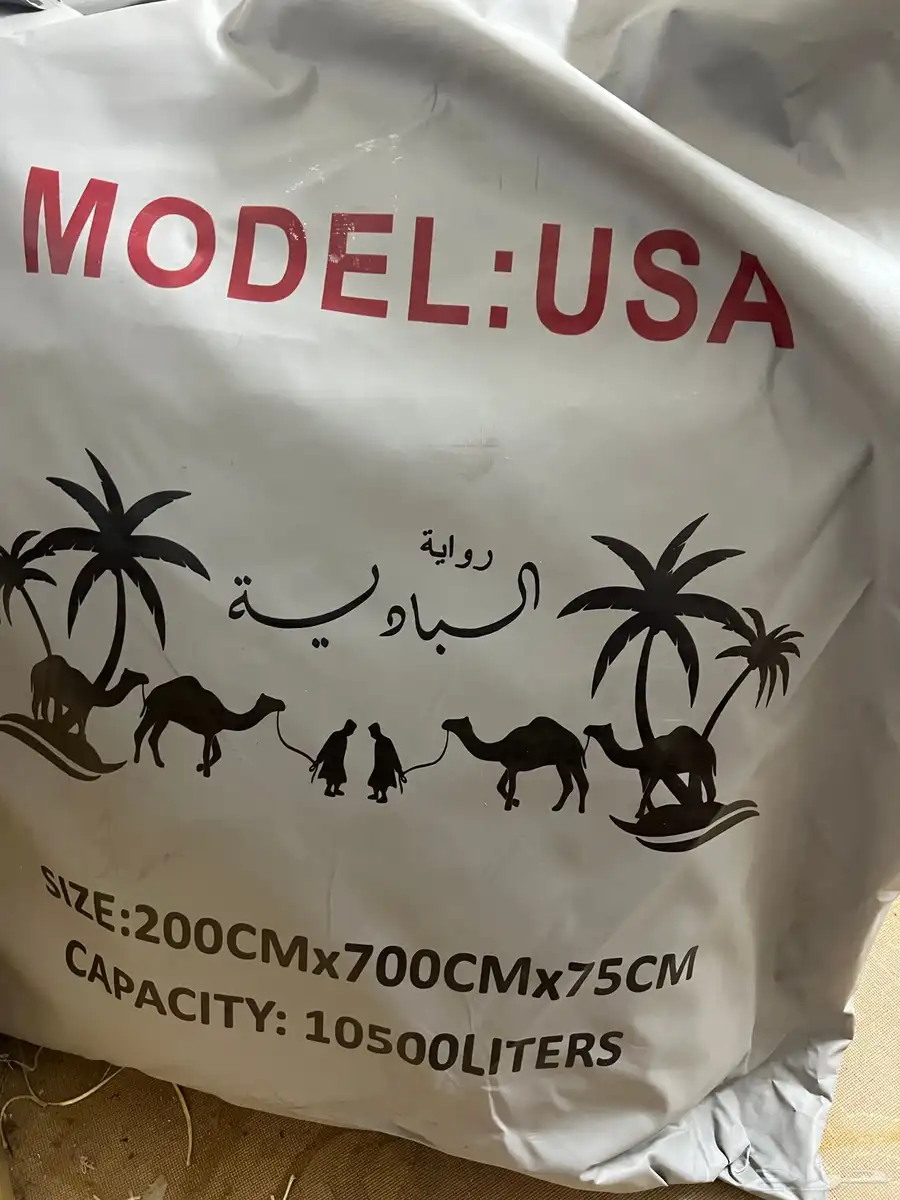 MODEL:USA
رواية
البادية
SIZE:200CMx700CMx75CM
CAPACITY: 10500LITERS